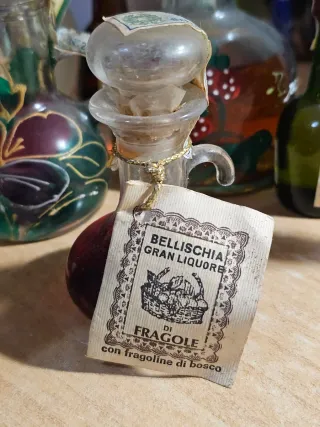 BELLISCHIA
GRAN LIQUORE
DI
FRAGOLE
con fragoline di bosco